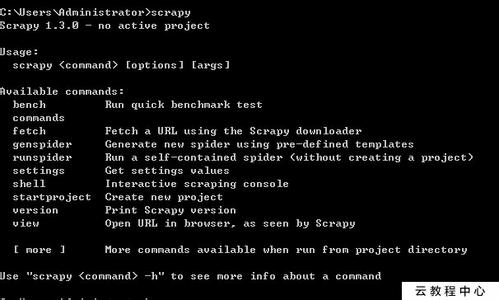 C:\Users\Administrator>scrapy
Scrapy 1.3.0 - no active project
Usage:
scrapy <command> [options] [args]
Available commands:
bench Run quick benchmark test
commands
fetch Fetch a URL using the Scrapy downloader
genspider Generate new spider using pre-defined templates
runspider Run a self-contained spider (without creating a project)
settings Get settings values
shell Interactive scraping console
startproject Create new project
version Print Scrapy version
view Open URL in browser, as seen by Scrapy
[ more ] More commands available when run from project directory
Use "scrapy <command> -h" to see more info about a command
云教程中心